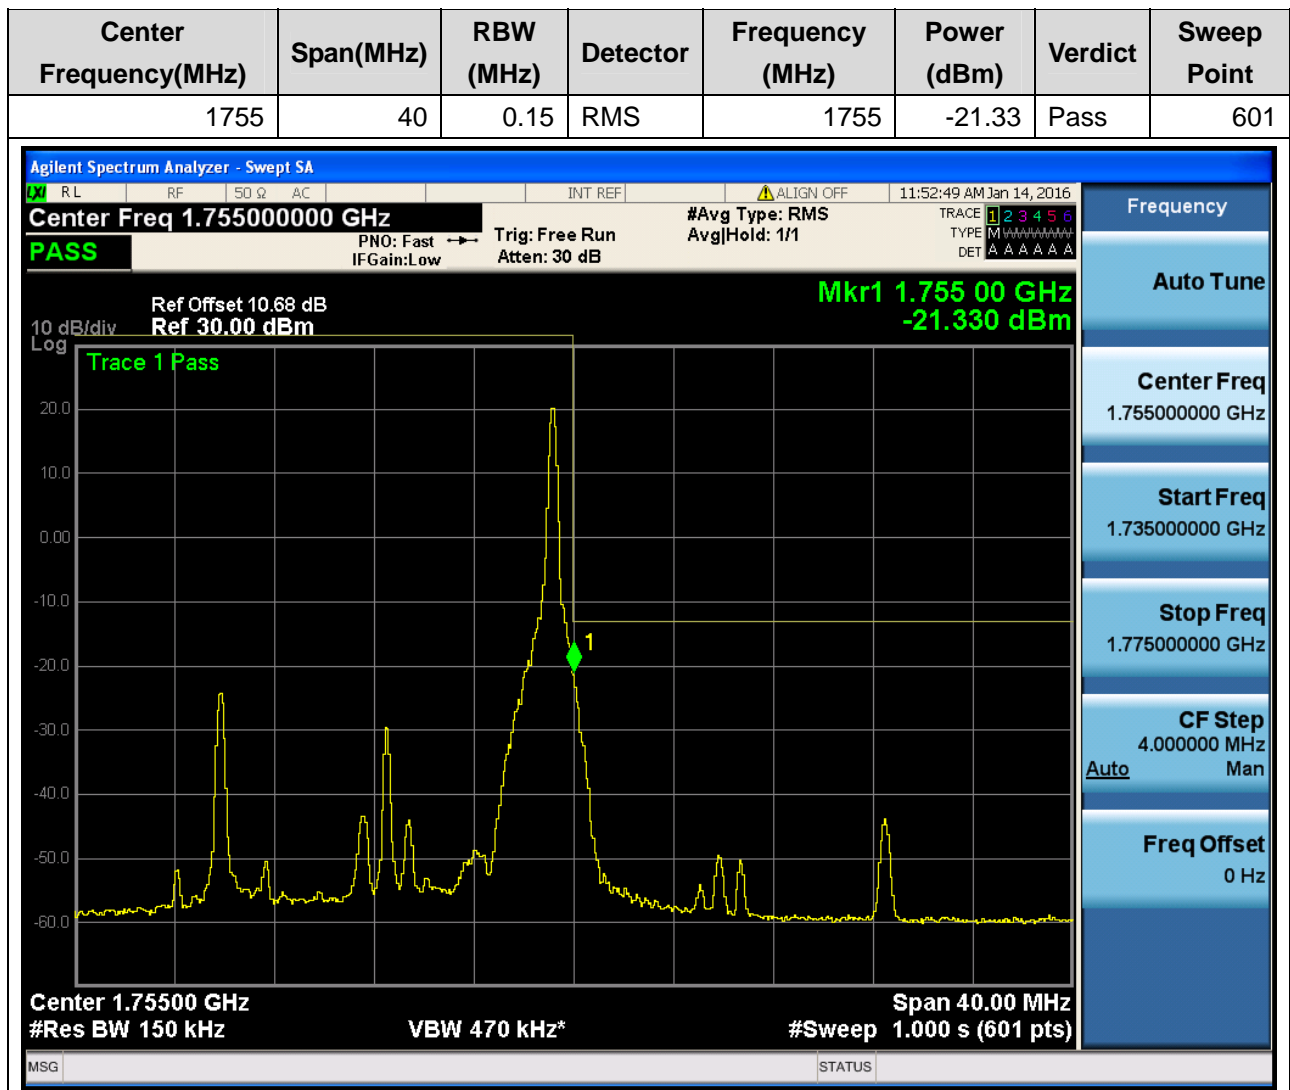 Center Frequency(MHz) Span(MHz) RBW (MHz) Detector Frequency (MHz) Power (dBm) Verdict Sweep Point
1755 40 0.15 RMS 1755 -21.33 Pass 601
Agilent Spectrum Analyzer - Swept SA
LXI RL RF 50 Ω AC INT REF ALIGN OFF 11:52:49 AM Jan 14, 2016
Center Freq 1.755000000 GHz
#Avg Type: RMS
TRACE 1 2 3 4 5 6
PASS
PNO: Fast
Trig: Free Run
Avg|Hold: 1/1
TYPE M WWWWW
IFGain:Low
Atten: 30 dB
DET A A A A A A
Mkr1 1.755 00 GHz
-21.330 dBm
Ref Offset 10.68 dB
10 dB/div Ref 30.00 dBm
Log
Trace 1 Pass
20.0
10.0
0.00
-10.0
1
-20.0
-30.0
-40.0
-50.0
-60.0
Center 1.75500 GHz Span 40.00 MHz
#Res BW 150 kHz VBW 470 kHz* #Sweep 1.000 s (601 pts)
MSG STATUS
Frequency
Auto Tune
Center Freq
1.755000000 GHz
Start Freq
1.735000000 GHz
Stop Freq
1.775000000 GHz
CF Step
4.000000 MHz
Auto Man
Freq Offset
0 Hz